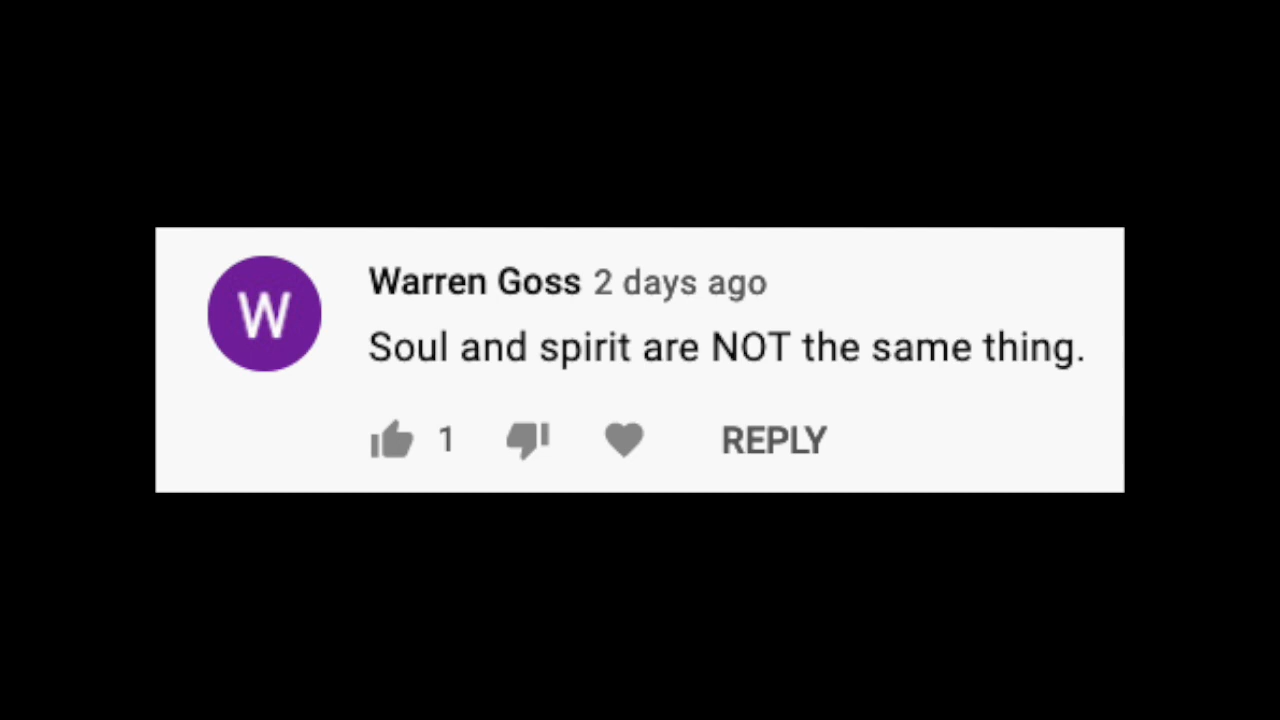 W
Warren Goss 2 days ago
Soul and spirit are NOT the same thing.
1 REPLY